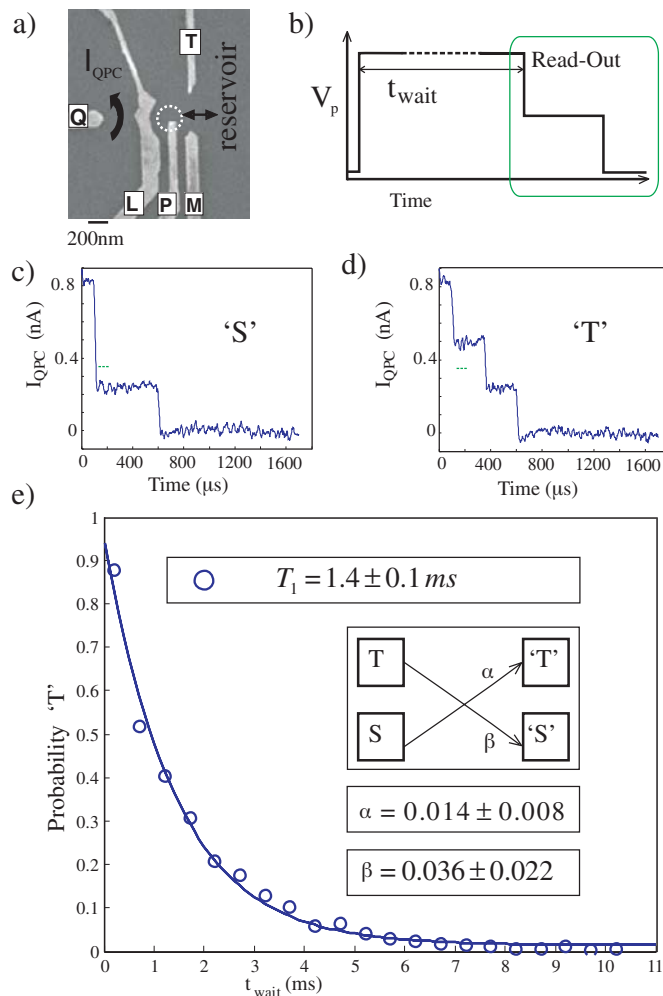 a)
T
I_QPC
Q
reservoir
L
P
M
200nm
b)
Read-Out
V_p
t_wait
Time
c)
0.8
0.4
0
I_QPC (nA)
'S'
0
400
800
1200
1600
Time (μs)
d)
0.8
0.4
0
I_QPC (nA)
'T'
0
400
800
1200
1600
Time (μs)
e)
1
0.9
0.8
0.7
0.6
0.5
0.4
0.3
0.2
0.1
0
Probability 'T'
T_1 = 1.4 ± 0.1 ms
T
'T'
α
S
'S'
β
α = 0.014 ± 0.008
β = 0.036 ± 0.022
0
1
2
3
4
5
6
7
8
9
10
11
t_wait (ms)